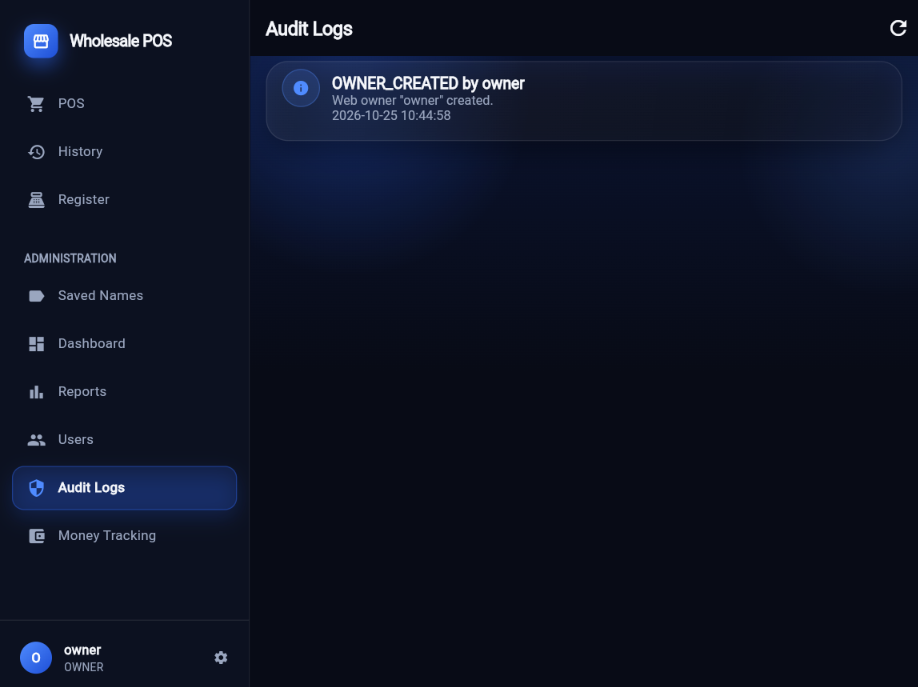 Wholesale POS
POS
History
Register
ADMINISTRATION
Saved Names
Dashboard
Reports
Users
Audit Logs
Money Tracking
O
owner
OWNER
Audit Logs
OWNER_CREATED by owner
Web owner "owner" created.
2026-10-25 10:44:58